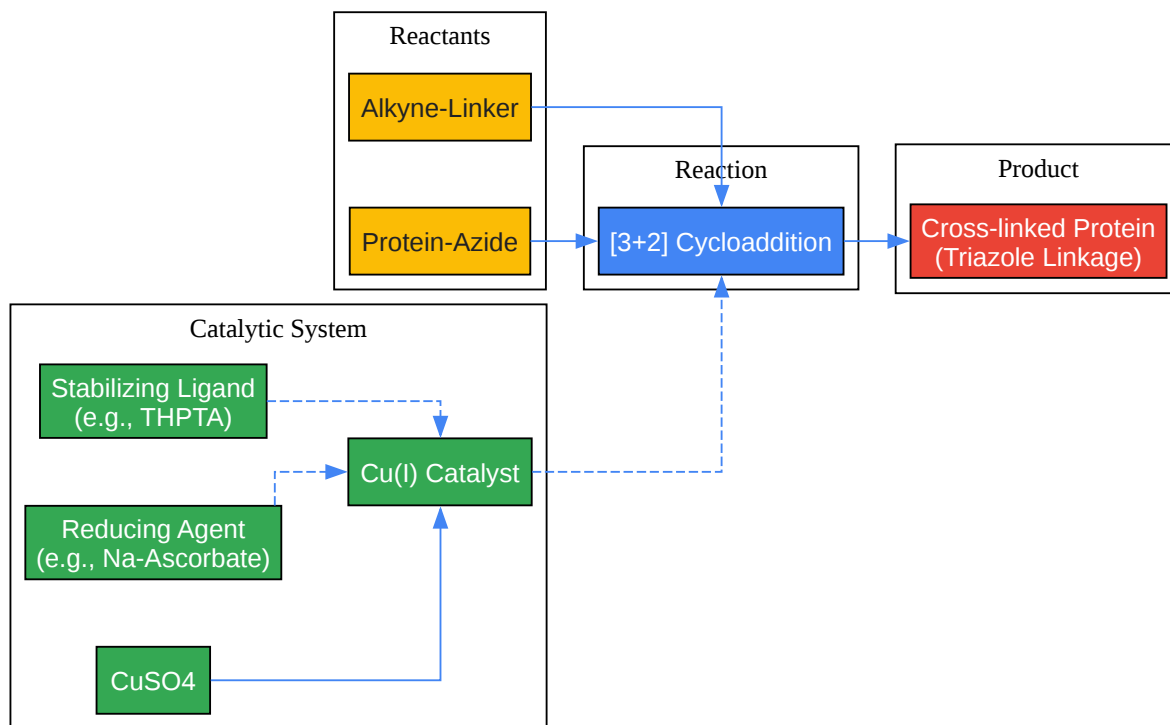 Reactants
Alkyne-Linker
Protein-Azide
Reaction
[3+2] Cycloaddition
Product
Cross-linked Protein
(Triazole Linkage)
Catalytic System
Stabilizing Ligand
(e.g., THPTA)
Cu(I) Catalyst
Reducing Agent
(e.g., Na-Ascorbate)
CuSO4